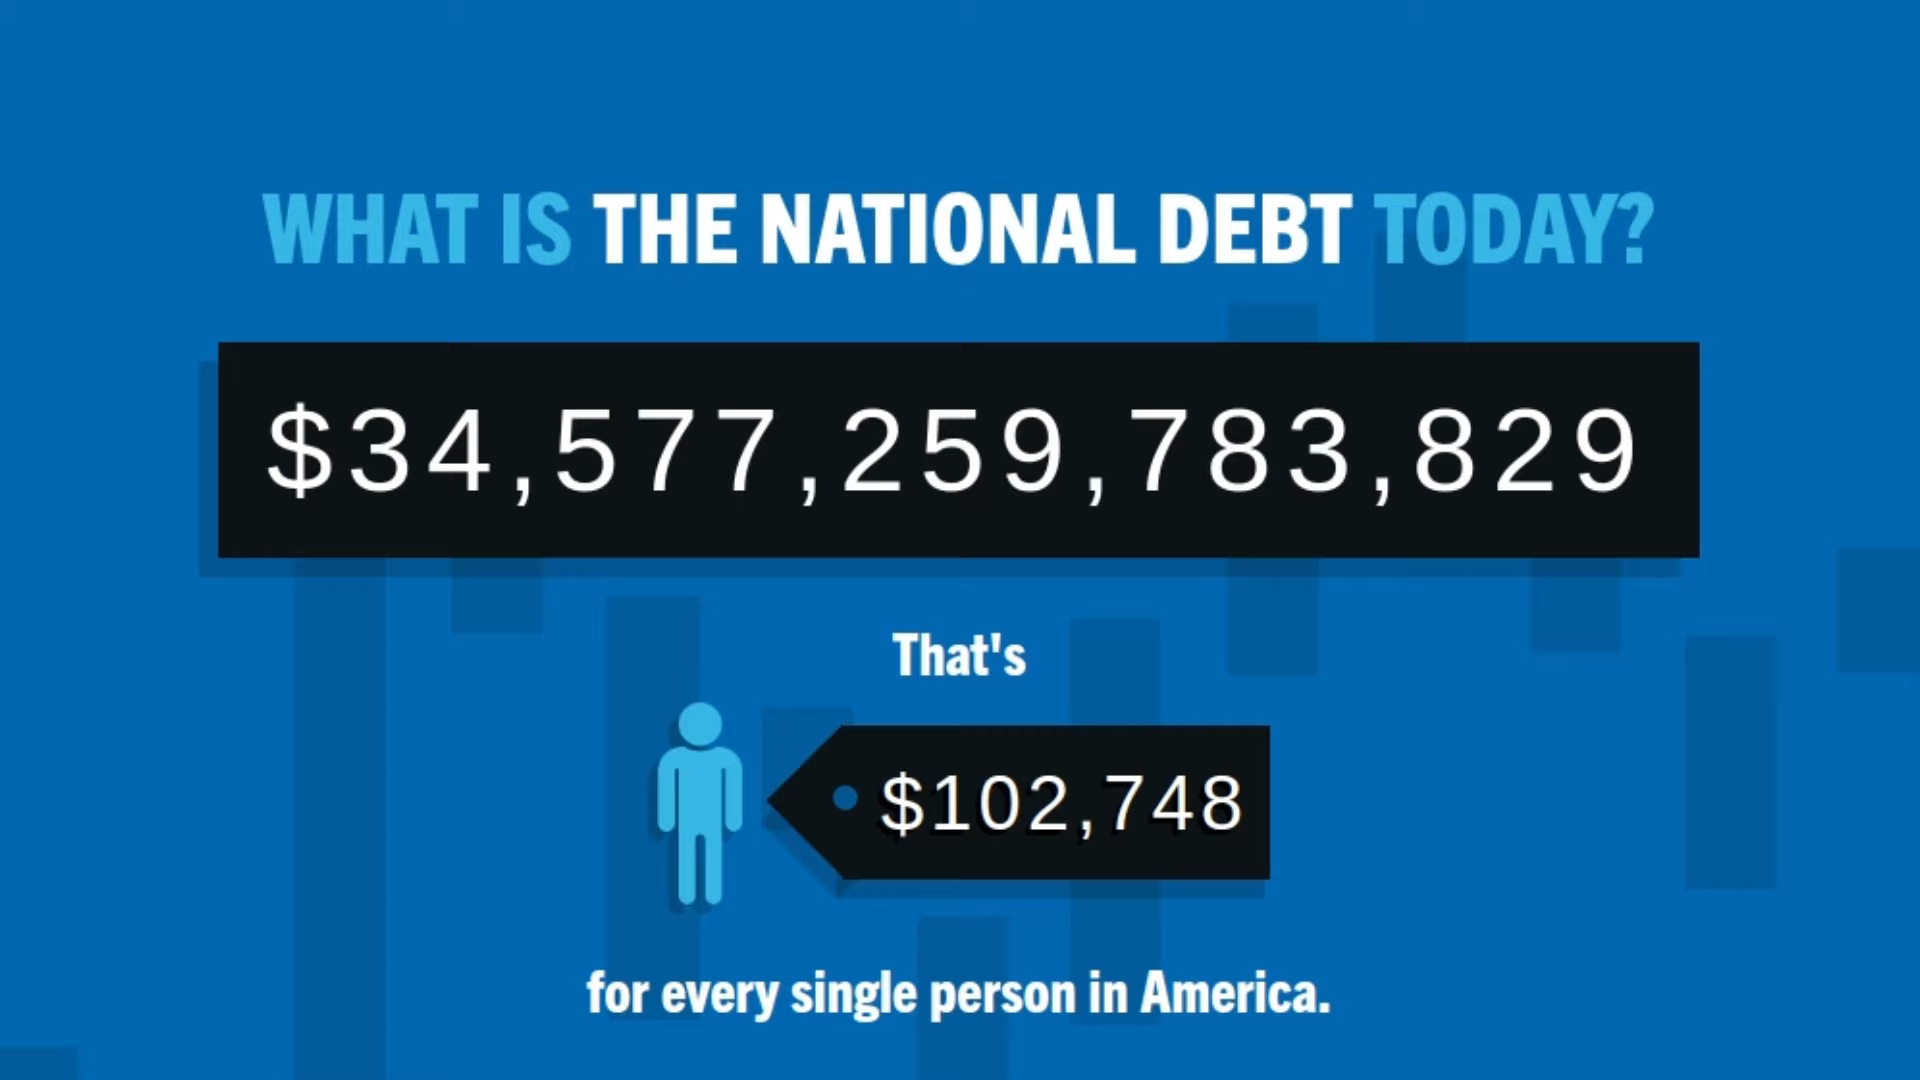 WHAT IS THE NATIONAL DEBT TODAY?
$34,577,259,783,829
That's
$102,748
for every single person in America.